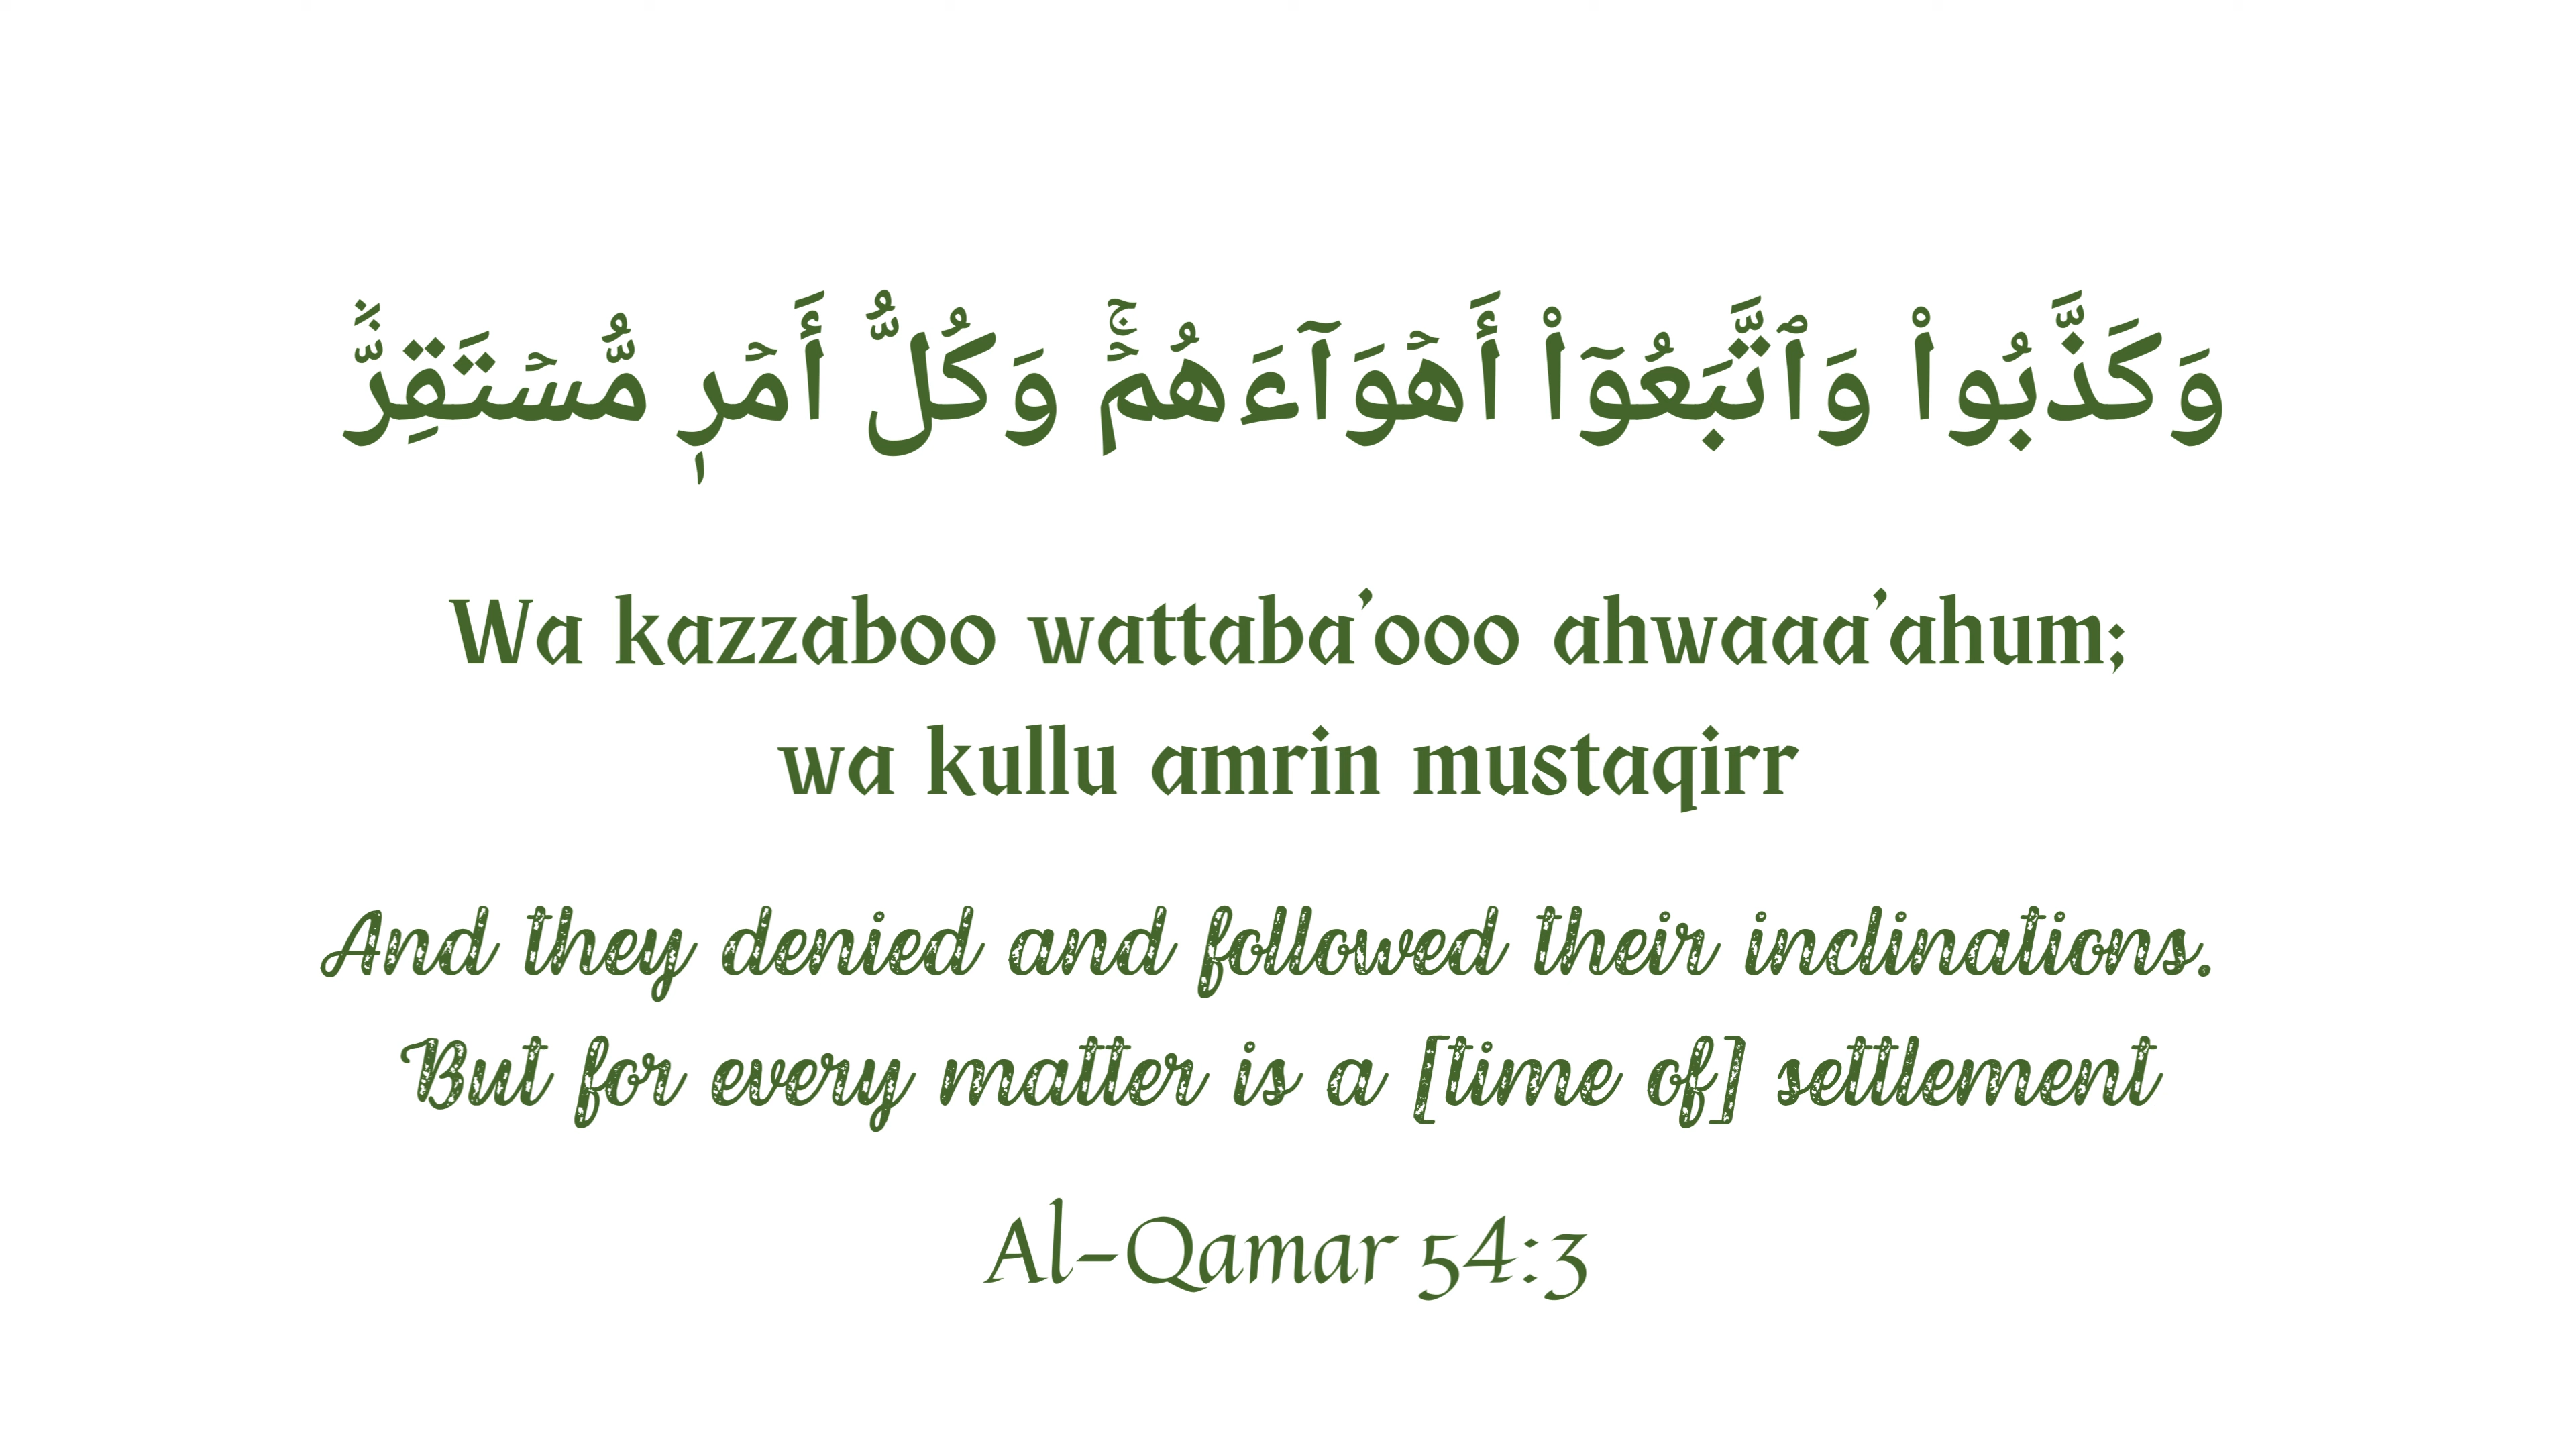 وَكَذَّبُوا۟ وَٱتَّبَعُوٓا۟ أَهۡوَآءَهُمۡۚ وَكُلُّ أَمۡرٖ مُّسۡتَقِرّٞ
Wa kazzaboo wattaba’ooo ahwaaa’ahum;
wa kullu amrin mustaqirr
And they denied and followed their inclinations.
But for every matter is a [time of] settlement
Al-Qamar 54:3